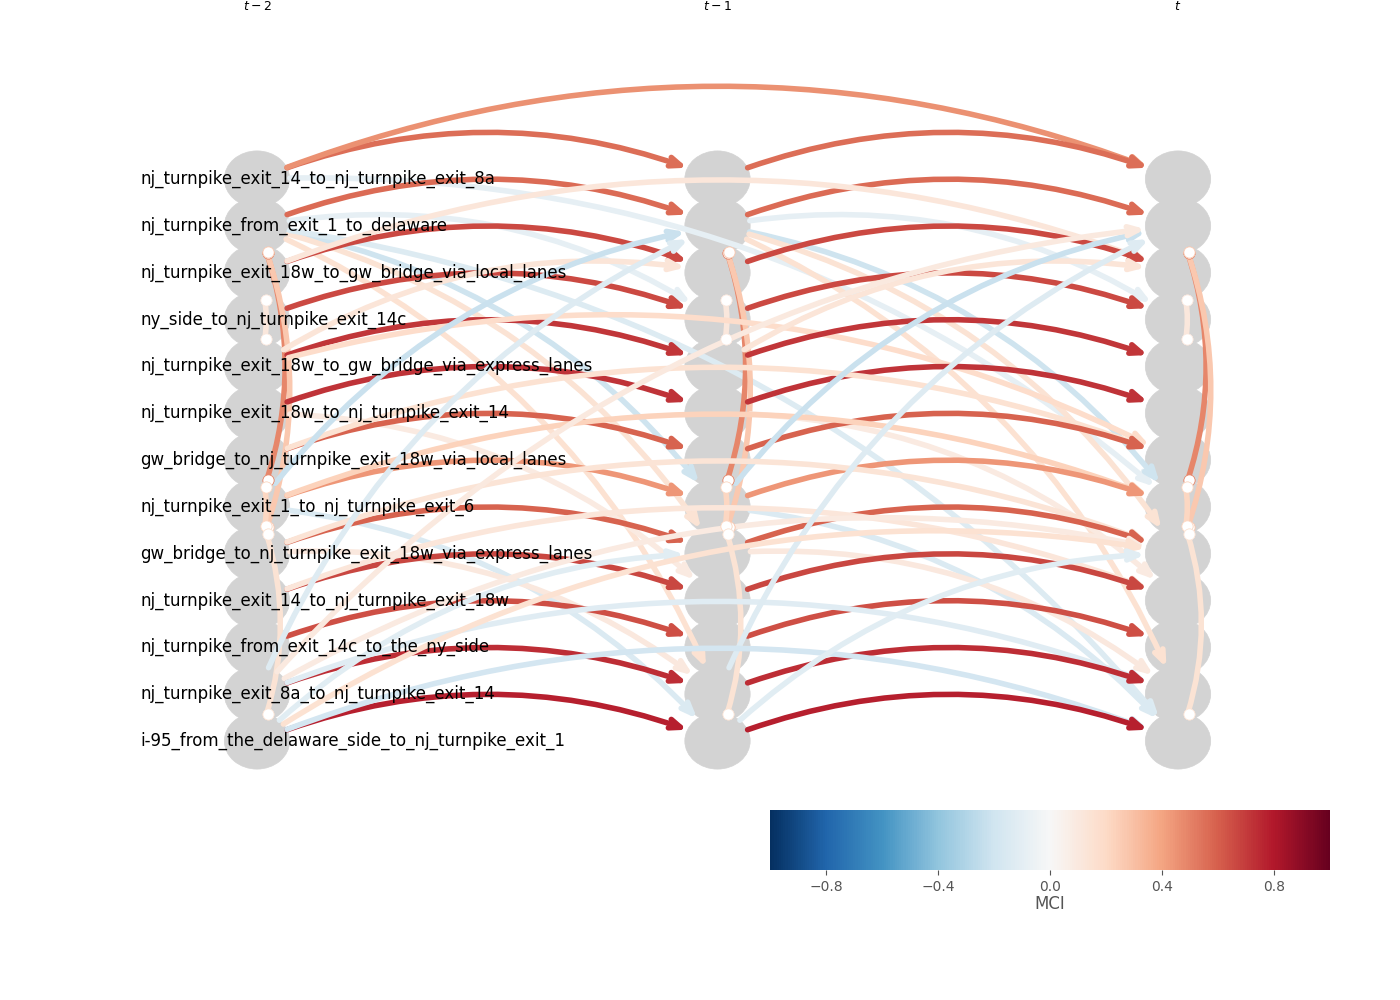 t − 2 t − 1 t
nj_turnpike_exit_14_to_nj_turnpike_exit_8a
nj_turnpike_from_exit_1_to_delaware
nj_turnpike_exit_18w_to_gw_bridge_via_local_lanes
ny_side_to_nj_turnpike_exit_14c
nj_turnpike_exit_18w_to_gw_bridge_via_express_lanes
nj_turnpike_exit_18w_to_nj_turnpike_exit_14
gw_bridge_to_nj_turnpike_exit_18w_via_local_lanes
nj_turnpike_exit_1_to_nj_turnpike_exit_6
gw_bridge_to_nj_turnpike_exit_18w_via_express_lanes
nj_turnpike_exit_14_to_nj_turnpike_exit_18w
nj_turnpike_from_exit_14c_to_the_ny_side
nj_turnpike_exit_8a_to_nj_turnpike_exit_14
i-95_from_the_delaware_side_to_nj_turnpike_exit_1
−0.8 −0.4 0.0 0.4 0.8
MCI